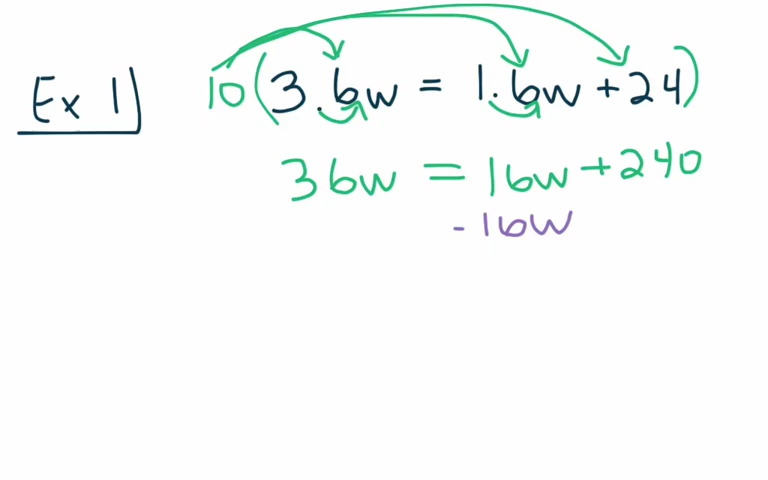 Ex 1) 10(3.6w = 1.6w + 24)
36w = 16w + 240
- 16w